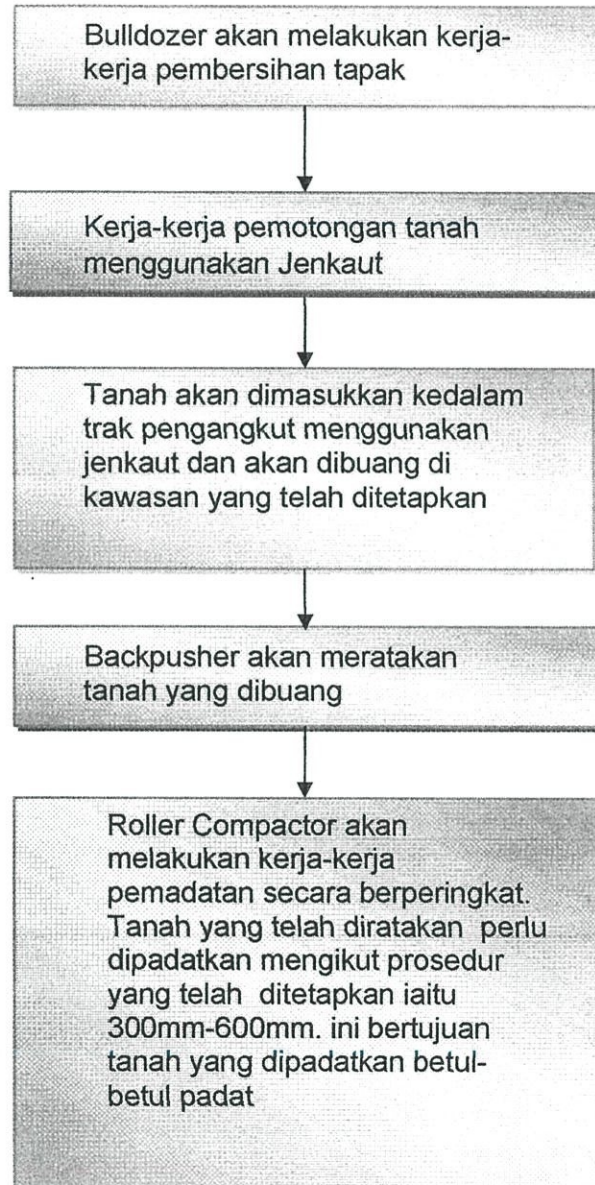 Bulldozer akan melakukan kerja-
kerja pembersihan tapak
Kerja-kerja pemotongan tanah
menggunakan Jenkaut
Tanah akan dimasukkan kedalam
trak pengangkut menggunakan
jenkaut dan akan dibuang di
kawasan yang telah ditetapkan
Backpusher akan meratakan
tanah yang dibuang
Roller Compactor akan
melakukan kerja-kerja
pemadatan secara berperingkat.
Tanah yang telah diratakan perlu
dipadatkan mengikut prosedur
yang telah ditetapkan iaitu
300mm-600mm. ini bertujuan
tanah yang dipadatkan betul-
betul padat